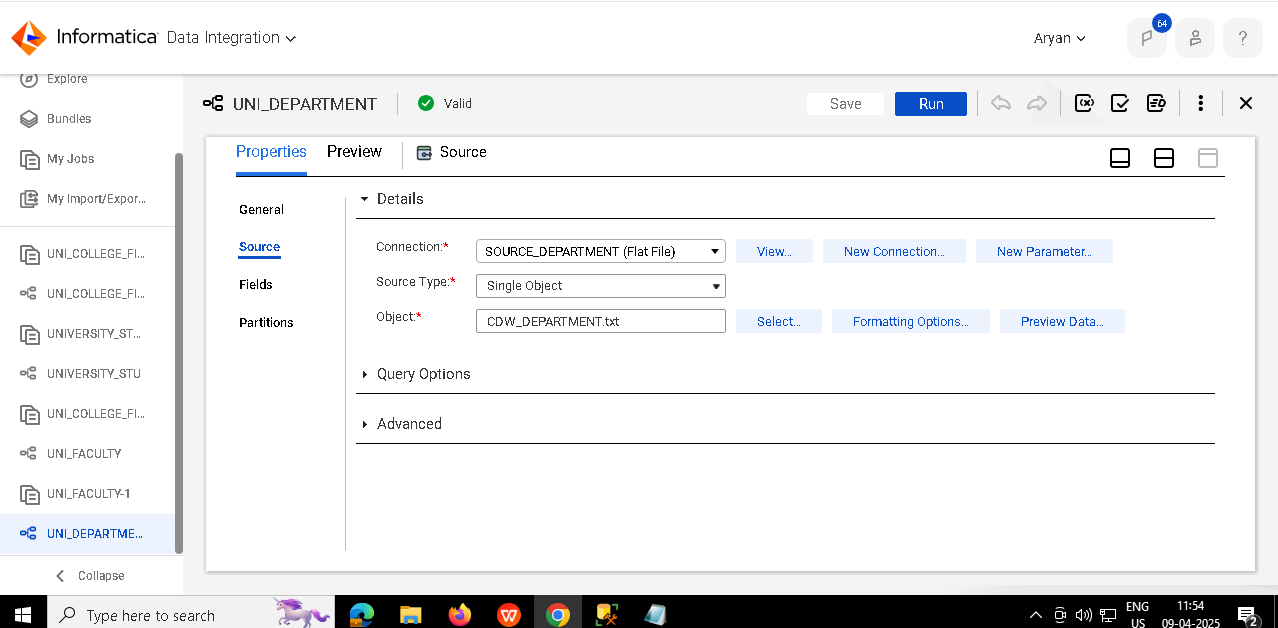 Informatica Data Integration
Aryan
64
?
Explore
Bundles
My Jobs
My Import/Expor...
UNI_COLLEGE_FI...
UNI_COLLEGE_FI...
UNIVERSITY_ST...
UNIVERSITY_STU
UNI_COLLEGE_FI...
UNI_FACULTY
UNI_FACULTY-1
UNI_DEPARTME...
Collapse
UNI_DEPARTMENT
Valid
Save
Run
Properties
Preview
Source
General
Source
Fields
Partitions
Details
Connection:* SOURCE_DEPARTMENT (Flat File) View... New Connection... New Parameter...
Source Type:* Single Object
Object:* CDW_DEPARTMENT.txt Select... Formatting Options... Preview Data...
Query Options
Advanced
Type here to search
ENG
US
11:54
09-04-2025
2